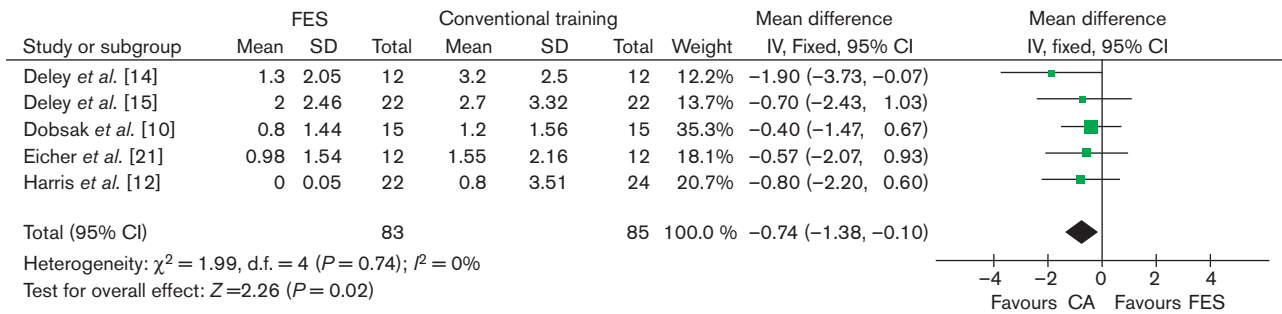 FES Conventional training Mean difference Mean difference
Study or subgroup Mean SD Total Mean SD Total Weight IV, Fixed, 95% CI IV, fixed, 95% CI
Deley et al. [14] 1.3 2.05 12 3.2 2.5 12 12.2% −1.90 (−3.73, −0.07)
Deley et al. [15] 2 2.46 22 2.7 3.32 22 13.7% −0.70 (−2.43, 1.03)
Dobsak et al. [10] 0.8 1.44 15 1.2 1.56 15 35.3% −0.40 (−1.47, 0.67)
Eicher et al. [21] 0.98 1.54 12 1.55 2.16 12 18.1% −0.57 (−2.07, 0.93)
Harris et al. [12] 0 0.05 22 0.8 3.51 24 20.7% −0.80 (−2.20, 0.60)
Total (95% CI) 83 85 100.0 % −0.74 (−1.38, −0.10)
Heterogeneity: χ² = 1.99, d.f. = 4 (P = 0.74); I² = 0%
Test for overall effect: Z =2.26 (P = 0.02)
−4 −2 0 2 4
Favours CA Favours FES